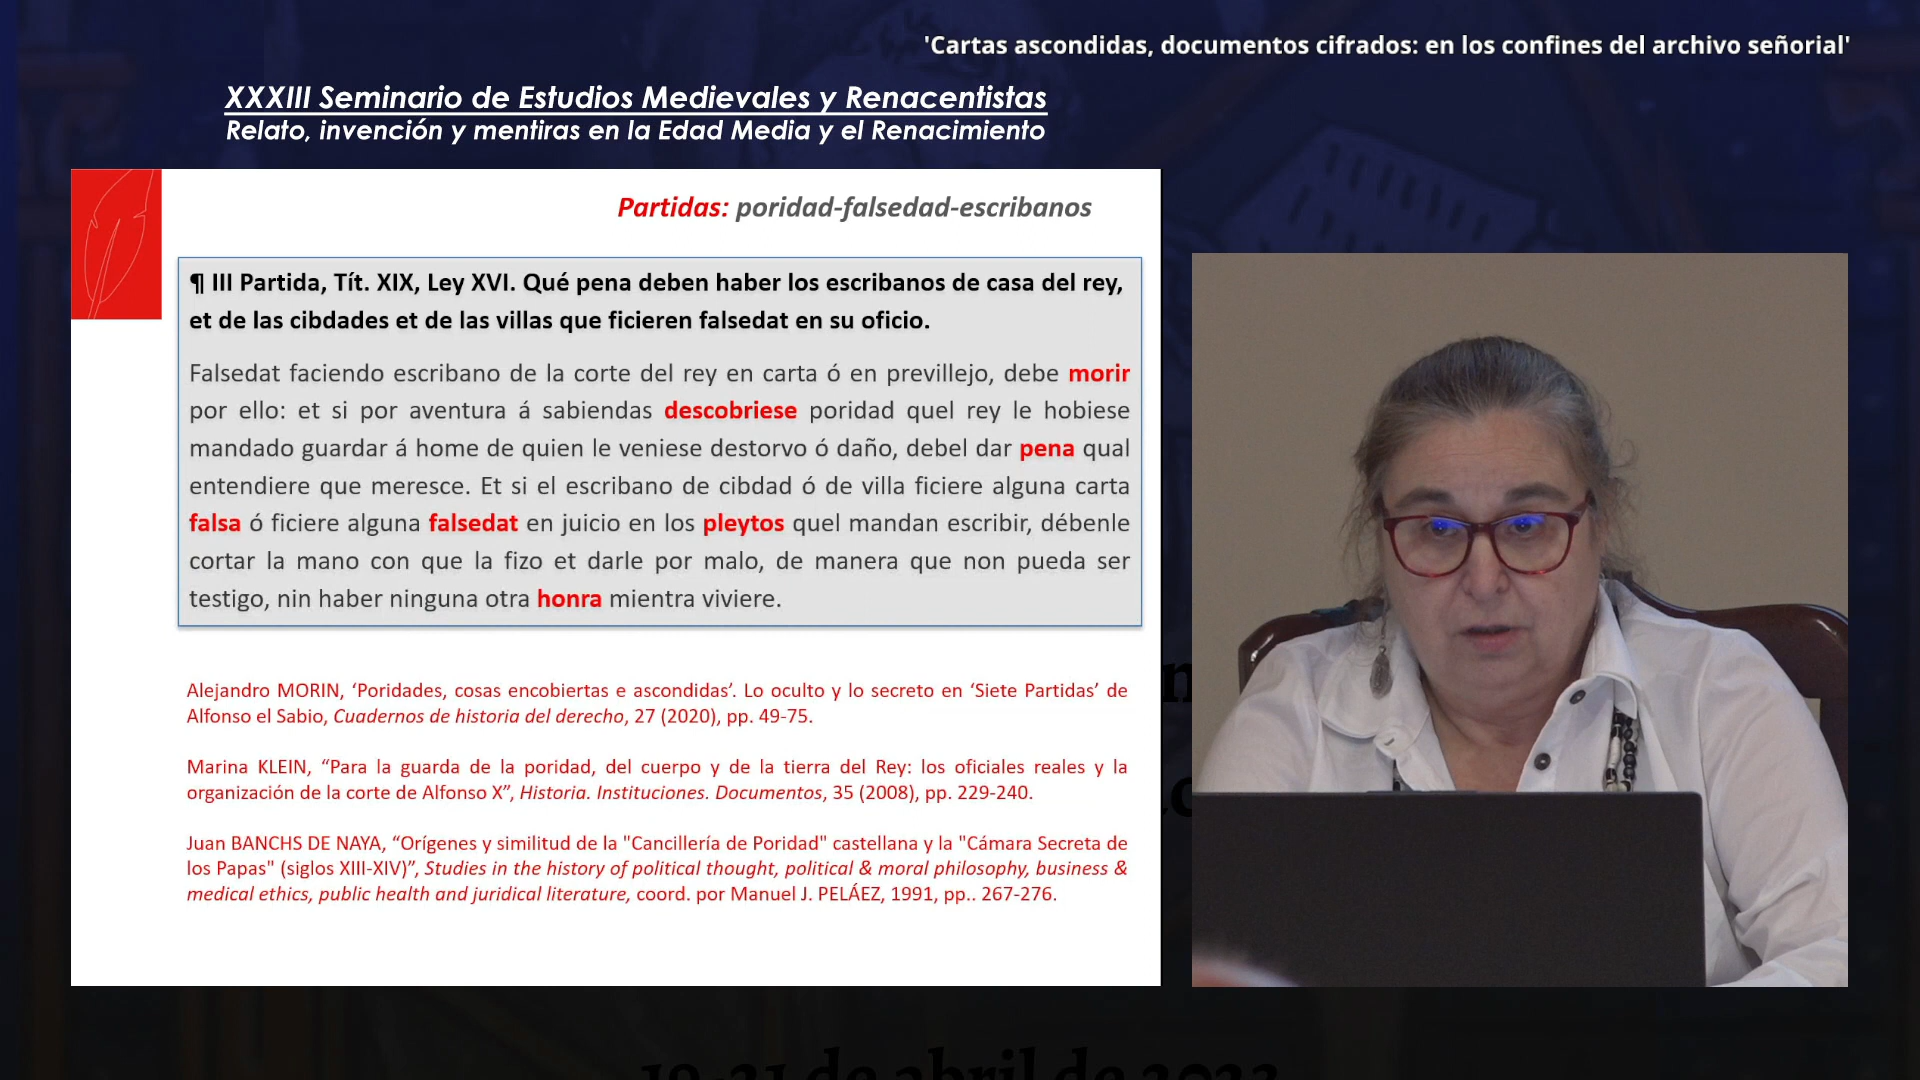 'Cartas ascondidas, documentos cifrados: en los confines del archivo señorial'
XXXIII Seminario de Estudios Medievales y Renacentistas
Relato, invención y mentiras en la Edad Media y el Renacimiento
Partidas: poridad-falsedad-escribanos
¶ III Partida, Tít. XIX, Ley XVI. Qué pena deben haber los escribanos de casa del rey,
et de las cibdades et de las villas que ficieren falsedat en su oficio.
Falsedat faciendo escribano de la corte del rey en carta ó en previllejo, debe morir
por ello: et si por aventura á sabiendas descobriese poridad quel rey le hobiese
mandado guardar á home de quien le veniese destorvo ó daño, debel dar pena qual
entendiere que meresce. Et si el escribano de cibdad ó de villa ficiere alguna carta
falsa ó ficiere alguna falsedat en juicio en los pleytos quel mandan escribir, débenle
cortar la mano con que la fizo et darle por malo, de manera que non pueda ser
testigo, nin haber ninguna otra honra mientra viviere.
Alejandro MORIN, ‘Poridades, cosas encobiertas e ascondidas’. Lo oculto y lo secreto en ‘Siete Partidas’ de
Alfonso el Sabio, Cuadernos de historia del derecho, 27 (2020), pp. 49-75.
Marina KLEIN, “Para la guarda de la poridad, del cuerpo y de la tierra del Rey: los oficiales reales y la
organización de la corte de Alfonso X”, Historia. Instituciones. Documentos, 35 (2008), pp. 229-240.
Juan BANCHS DE NAYA, “Orígenes y similitud de la "Cancillería de Poridad" castellana y la "Cámara Secreta de
los Papas" (siglos XIII-XIV)”, Studies in the history of political thought, political & moral philosophy, business &
medical ethics, public health and juridical literature, coord. por Manuel J. PELÁEZ, 1991, pp.. 267-276.
19-21 de abril de 2023